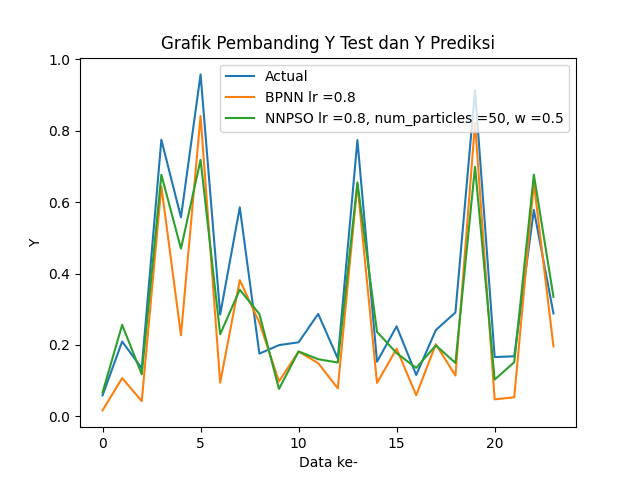 Grafik Pembanding Y Test dan Y Prediksi
Actual
BPNN lr =0.8
NNPSO lr =0.8, num_particles =50, w =0.5
1.0
0.8
0.6
0.4
0.2
0.0
Y
0
5
10
15
20
Data ke-